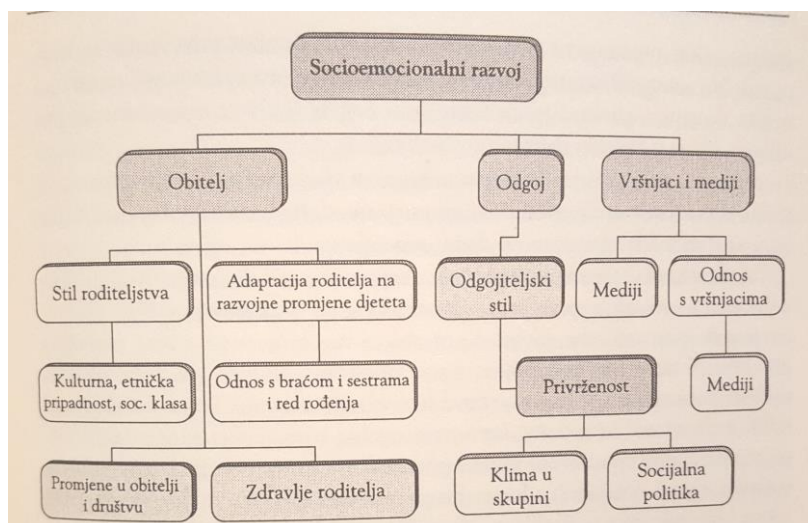 Socioemocionalni razvoj
Obitelj
Odgoj
Vršnjaci i mediji
Stil roditeljstva
Adaptacija roditelja na
razvojne promjene djeteta
Odgojiteljski
stil
Mediji
Odnos
s vršnjacima
Kulturna, etnička
pripadnost, soc. klasa
Odnos s braćom i sestrama
i red rođenja
Privrženost
Mediji
Promjene u obitelji
i društvu
Zdravlje roditelja
Klima u
skupini
Socijalna
politika